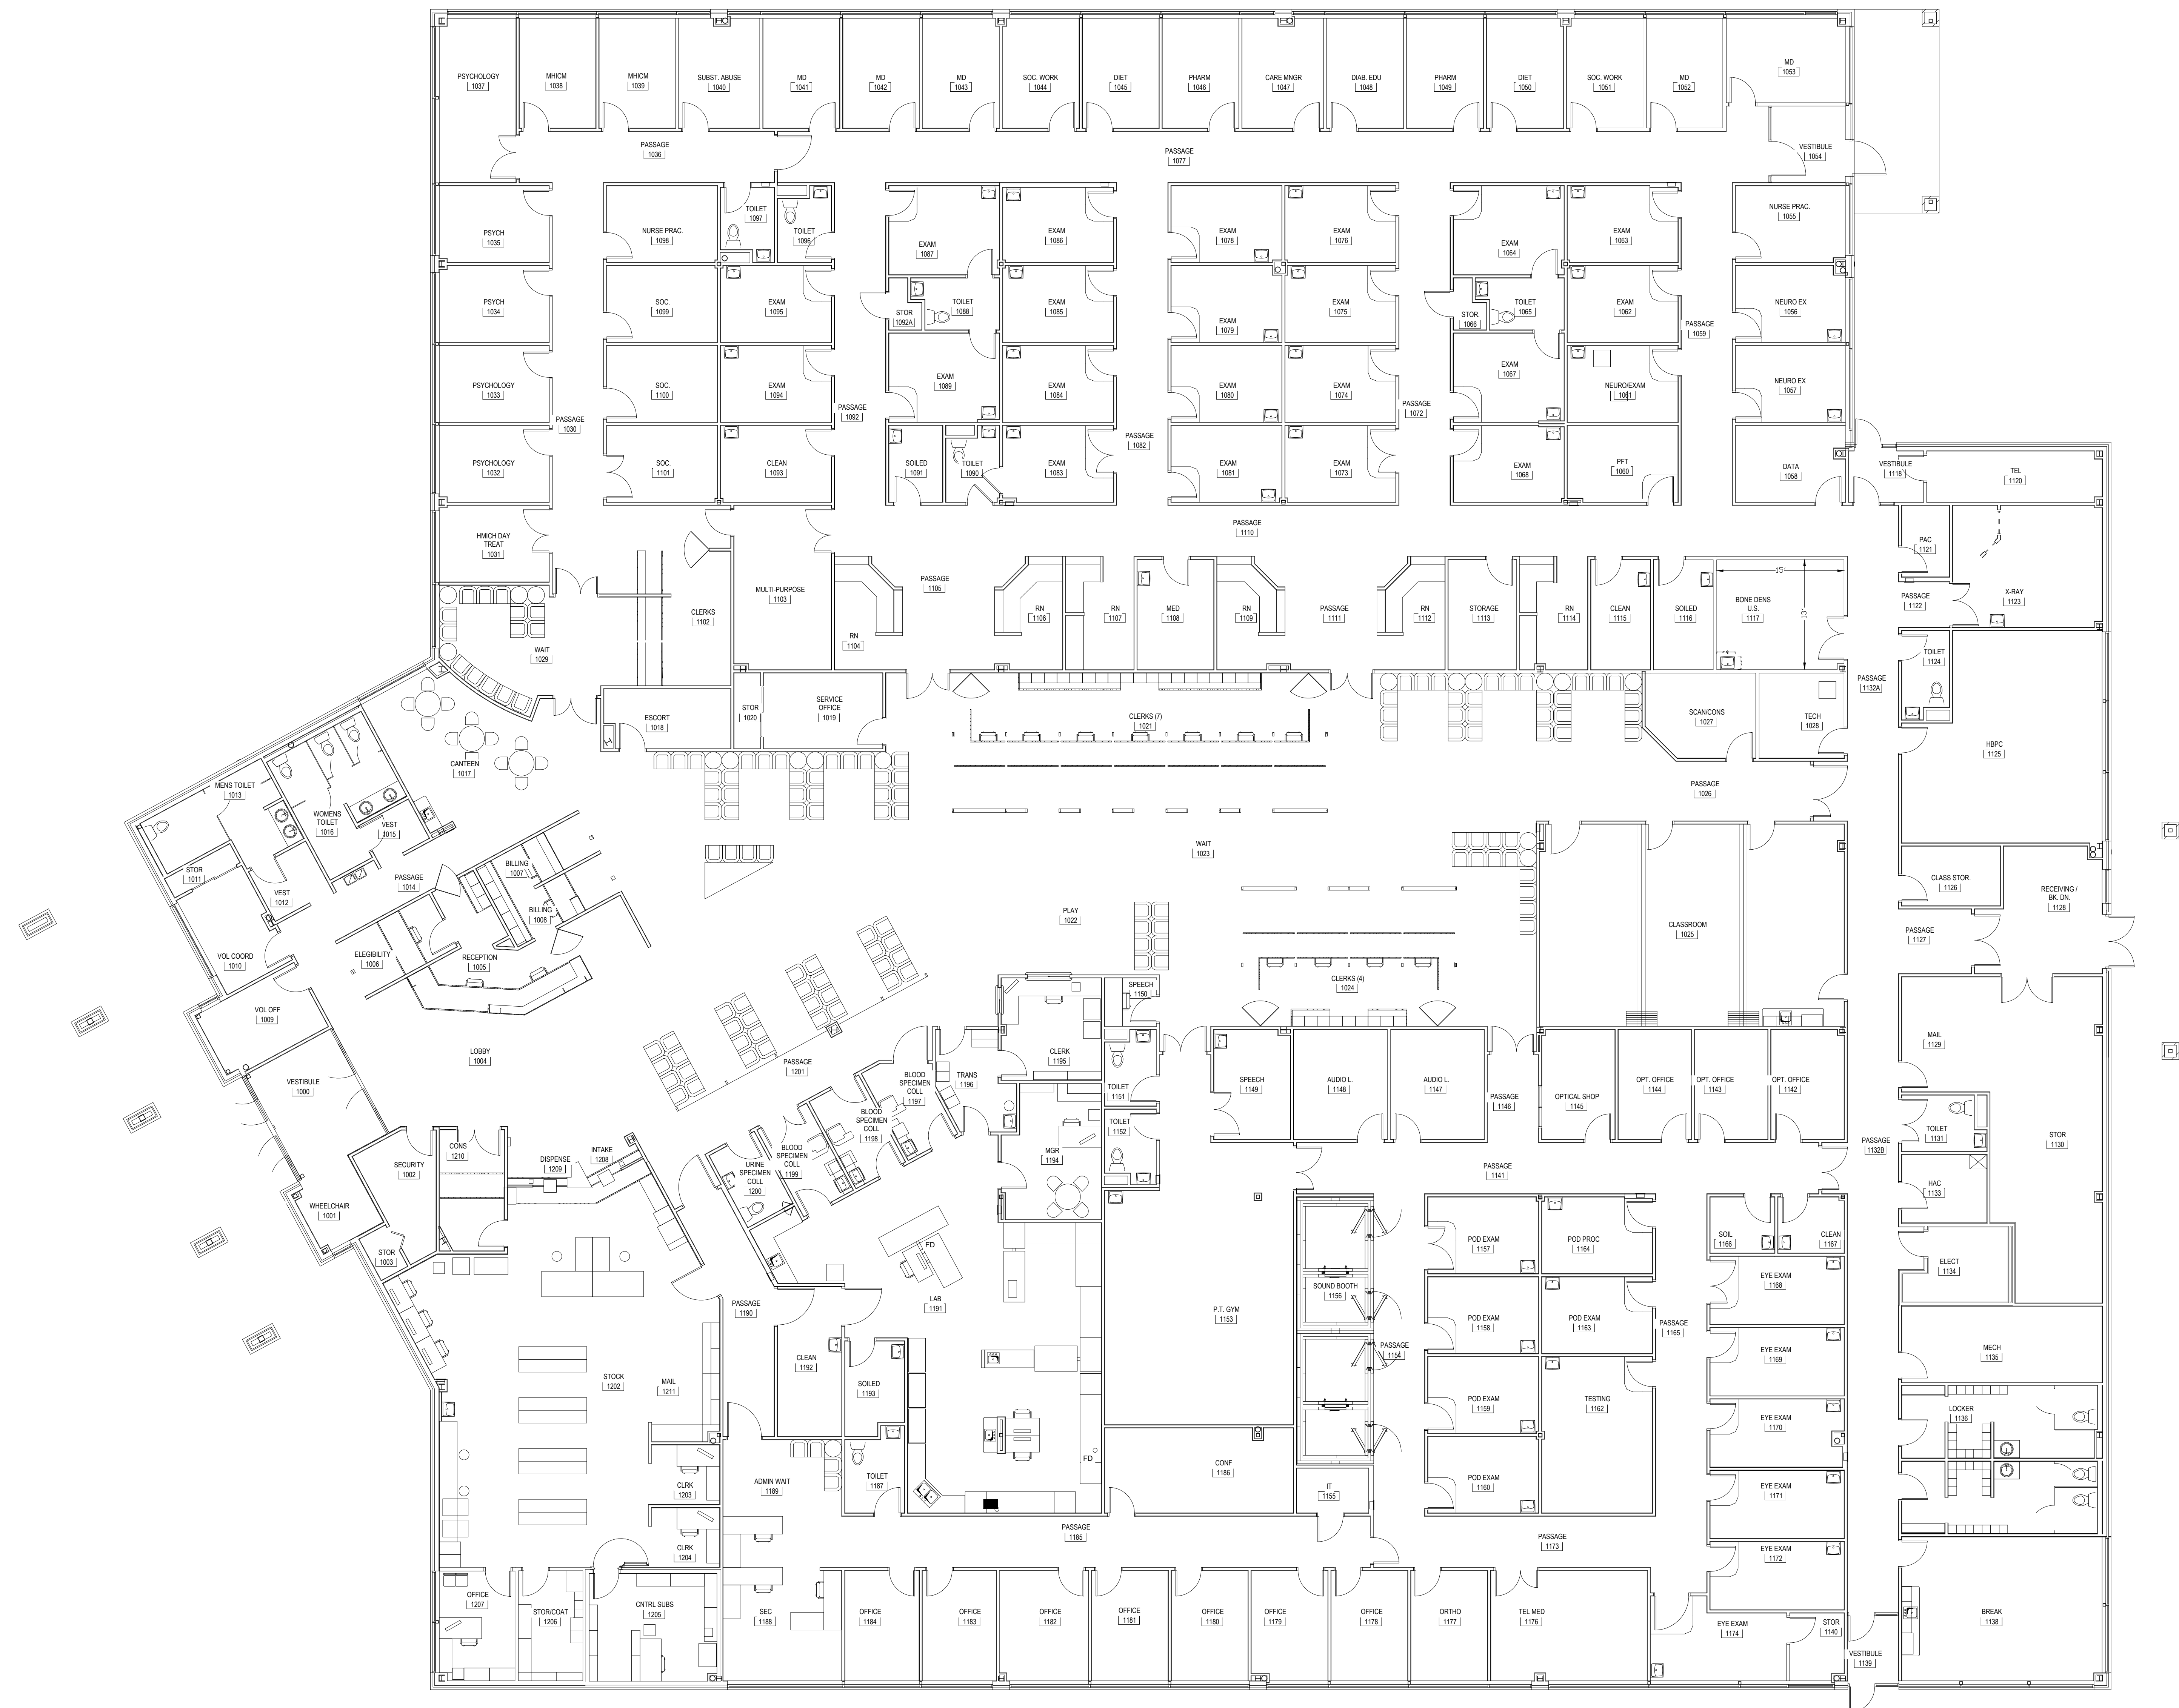 PSYCHOLOGY
1037
MHICM
1038
MHICM
1039
SUBST. ABUSE
1040
MD
1041
MD
1042
MD
1043
SOC. WORK
1044
DIET
1045
PHARM
1046
CARE MNGR
1047
DIAB. EDU
1048
PHARM
1049
DIET
1050
SOC. WORK
1051
MD
1052
MD
1053
PASSAGE
1036
PASSAGE
1077
VESTIBULE
1054
PSYCH
1035
NURSE PRAC.
1098
TOILET
1097
TOILET
1096
EXAM
1087
EXAM
1086
EXAM
1078
EXAM
1076
EXAM
1064
EXAM
1063
NURSE PRAC.
1055
PSYCH
1034
SOC.
1099
EXAM
1095
STOR
1092A
TOILET
1088
EXAM
1085
EXAM
1079
EXAM
1075
STOR.
1066
TOILET
1065
EXAM
1062
PASSAGE
1059
NEURO EX
1056
PSYCHOLOGY
1033
PASSAGE
1030
SOC.
1100
EXAM
1094
PASSAGE
1092
EXAM
1089
EXAM
1084
PASSAGE
1082
EXAM
1080
EXAM
1074
PASSAGE
1072
EXAM
1067
NEURO/EXAM
1061
NEURO EX
1057
PSYCHOLOGY
1032
SOC.
1101
CLEAN
1093
SOILED
1091
TOILET
1090
EXAM
1083
EXAM
1081
EXAM
1073
EXAM
1068
PFT
1060
DATA
1058
VESTIBULE
1118
TEL
1120
HMICH DAY
TREAT
1031
PASSAGE
1110
PAC
1121
X-RAY
1123
PASSAGE
1122
CLERKS
1102
MULTI-PURPOSE
1103
RN
1104
PASSAGE
1105
RN
1106
RN
1107
MED
1108
RN
1109
PASSAGE
1111
RN
1112
STORAGE
1113
RN
1114
CLEAN
1115
SOILED
1116
15'
BONE DENS
U.S.
1117
13'
WAIT
1029
TOILET
1124
PASSAGE
1132A
ESCORT
1018
STOR
1020
SERVICE
OFFICE
1019
CLERKS (7)
1021
SCAN/CONS
1027
TECH
1028
HBPC
1125
CANTEEN
1017
MENS TOILET
1013
WOMENS
TOILET
1016
VEST
1015
PASSAGE
1026
STOR
1011
VEST
1012
PASSAGE
1014
BILLING
1007
BILLING
1008
WAIT
1023
PLAY
1022
CLASSROOM
1025
CLASS STOR.
1126
RECEIVING /
BK. DN.
1128
PASSAGE
1127
VOL COORD
1010
ELEGIBILITY
1006
RECEPTION
1005
VOL OFF
1009
CLERKS (4)
1024
SPEECH
1150
MAIL
1129
LOBBY
1004
PASSAGE
1201
CLERK
1195
TRANS
1196
BLOOD
SPECIMEN
COLL
1197
VESTIBULE
1000
TOILET
1151
SPEECH
1149
AUDIO L.
1148
AUDIO L.
1147
PASSAGE
1146
OPTICAL SHOP
1145
OPT. OFFICE
1144
OPT. OFFICE
1143
OPT. OFFICE
1142
BLOOD
SPECIMEN
COLL
1198
TOILET
1152
TOILET
1131
STOR
1130
PASSAGE
1132B
CONS
1210
SECURITY
1002
DISPENSE
1209
INTAKE
1208
BLOOD
SPECIMEN
COLL
1199
URINE
SPECIMEN
COLL
1200
MGR
1194
PASSAGE
1141
HAC
1133
WHEELCHAIR
1001
STOR
1003
FD
POD EXAM
1157
POD PROC
1164
SOIL
1166
CLEAN
1167
ELECT
1134
SOUND BOOTH
1156
EYE EXAM
1168
PASSAGE
1190
LAB
1191
P.T. GYM
1153
POD EXAM
1158
POD EXAM
1163
PASSAGE
1165
PASSAGE
1154
CLEAN
1192
SOILED
1193
EYE EXAM
1169
MECH
1135
STOCK
1202
MAIL
1211
POD EXAM
1159
TESTING
1162
EYE EXAM
1170
LOCKER
1136
FD
CONF
1186
POD EXAM
1160
IT
1155
EYE EXAM
1171
CLRK
1203
ADMIN WAIT
1189
TOILET
1187
CLRK
1204
PASSAGE
1185
PASSAGE
1173
EYE EXAM
1172
OFFICE
1207
STOR/COAT
1206
CNTRL SUBS
1205
SEC
1188
OFFICE
1184
OFFICE
1183
OFFICE
1182
OFFICE
1181
OFFICE
1180
OFFICE
1179
OFFICE
1178
ORTHO
1177
TEL MED
1176
EYE EXAM
1174
STOR
1140
VESTIBULE
1139
BREAK
1138